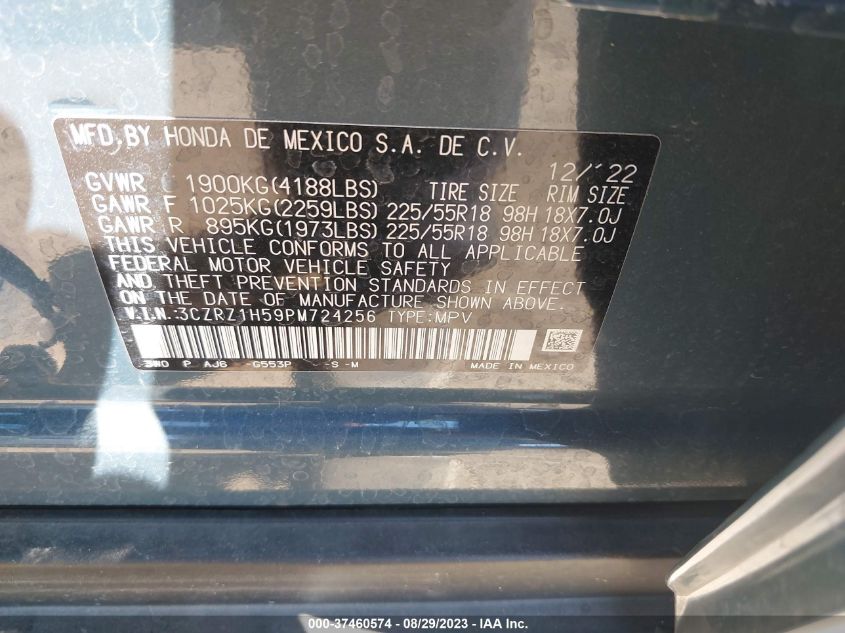 MFD.BY HONDA DE MEXICO S.A. DE C.V.
12/'22
GVWR 1900KG(4188LBS) TIRE SIZE RIM SIZE
GAWR F 1025KG(2259LBS) 225/55R18 98H 18X7.0J
GAWR R 895KG(1973LBS) 225/55R18 98H 18X7.0J
THIS VEHICLE CONFORMS TO ALL APPLICABLE
FEDERAL MOTOR VEHICLE SAFETY
AND THEFT PREVENTION STANDARDS IN EFFECT
ON THE DATE OF MANUFACTURE SHOWN ABOVE.
V.I.N.:3CZRZ1H59PM724256 TYPE:MPV
3W0 P AJ6 -G553P -S -M MADE IN MEXICO
000-37460574 - 08/29/2023 - IAA Inc.